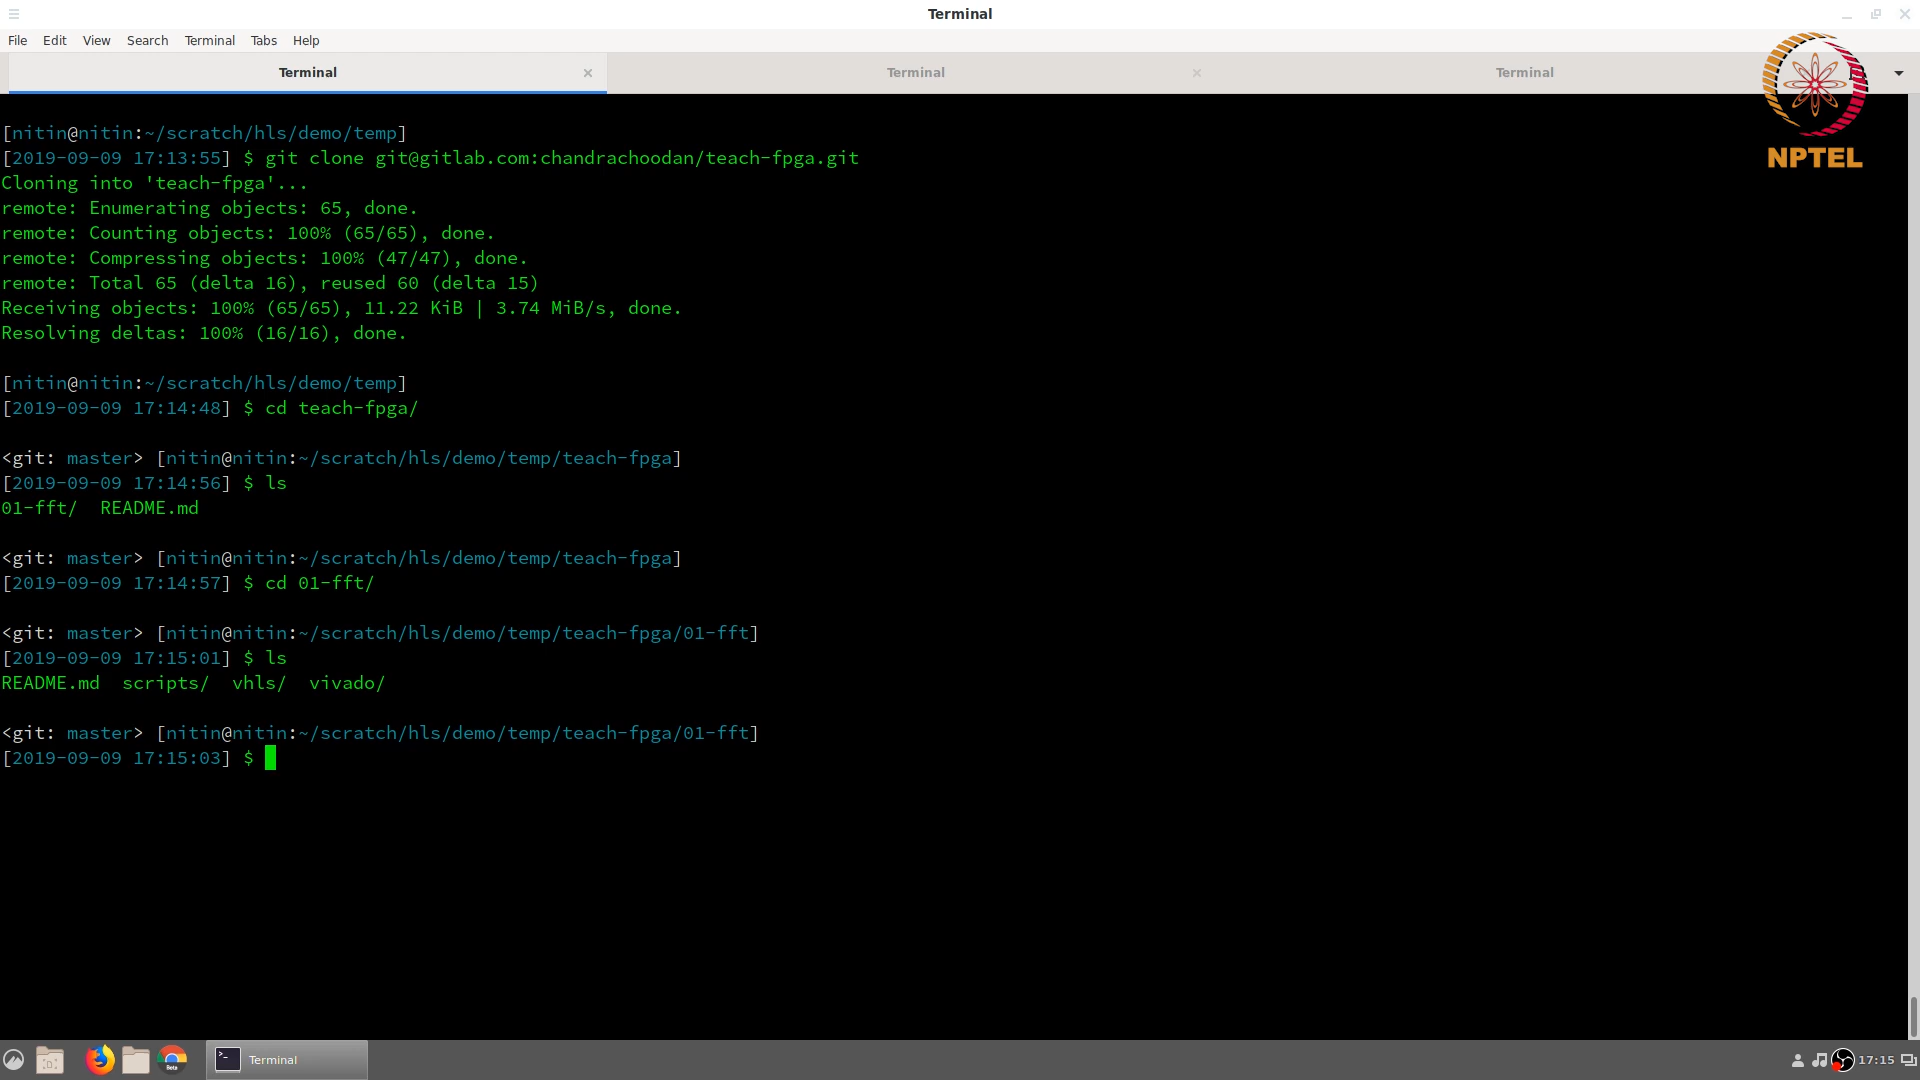 Terminal
File Edit View Search Terminal Tabs Help
Terminal Terminal Terminal
NPTEL
[nitin@nitin:~/scratch/hls/demo/temp]
[2019-09-09 17:13:55] $ git clone git@gitlab.com:chandrachoodan/teach-fpga.git
Cloning into 'teach-fpga'...
remote: Enumerating objects: 65, done.
remote: Counting objects: 100% (65/65), done.
remote: Compressing objects: 100% (47/47), done.
remote: Total 65 (delta 16), reused 60 (delta 15)
Receiving objects: 100% (65/65), 11.22 KiB | 3.74 MiB/s, done.
Resolving deltas: 100% (16/16), done.
[nitin@nitin:~/scratch/hls/demo/temp]
[2019-09-09 17:14:48] $ cd teach-fpga/
<git: master> [nitin@nitin:~/scratch/hls/demo/temp/teach-fpga]
[2019-09-09 17:14:56] $ ls
01-fft/  README.md
<git: master> [nitin@nitin:~/scratch/hls/demo/temp/teach-fpga]
[2019-09-09 17:14:57] $ cd 01-fft/
<git: master> [nitin@nitin:~/scratch/hls/demo/temp/teach-fpga/01-fft]
[2019-09-09 17:15:01] $ ls
README.md  scripts/  vhls/  vivado/
<git: master> [nitin@nitin:~/scratch/hls/demo/temp/teach-fpga/01-fft]
[2019-09-09 17:15:03] $
Beta
Terminal
17:15